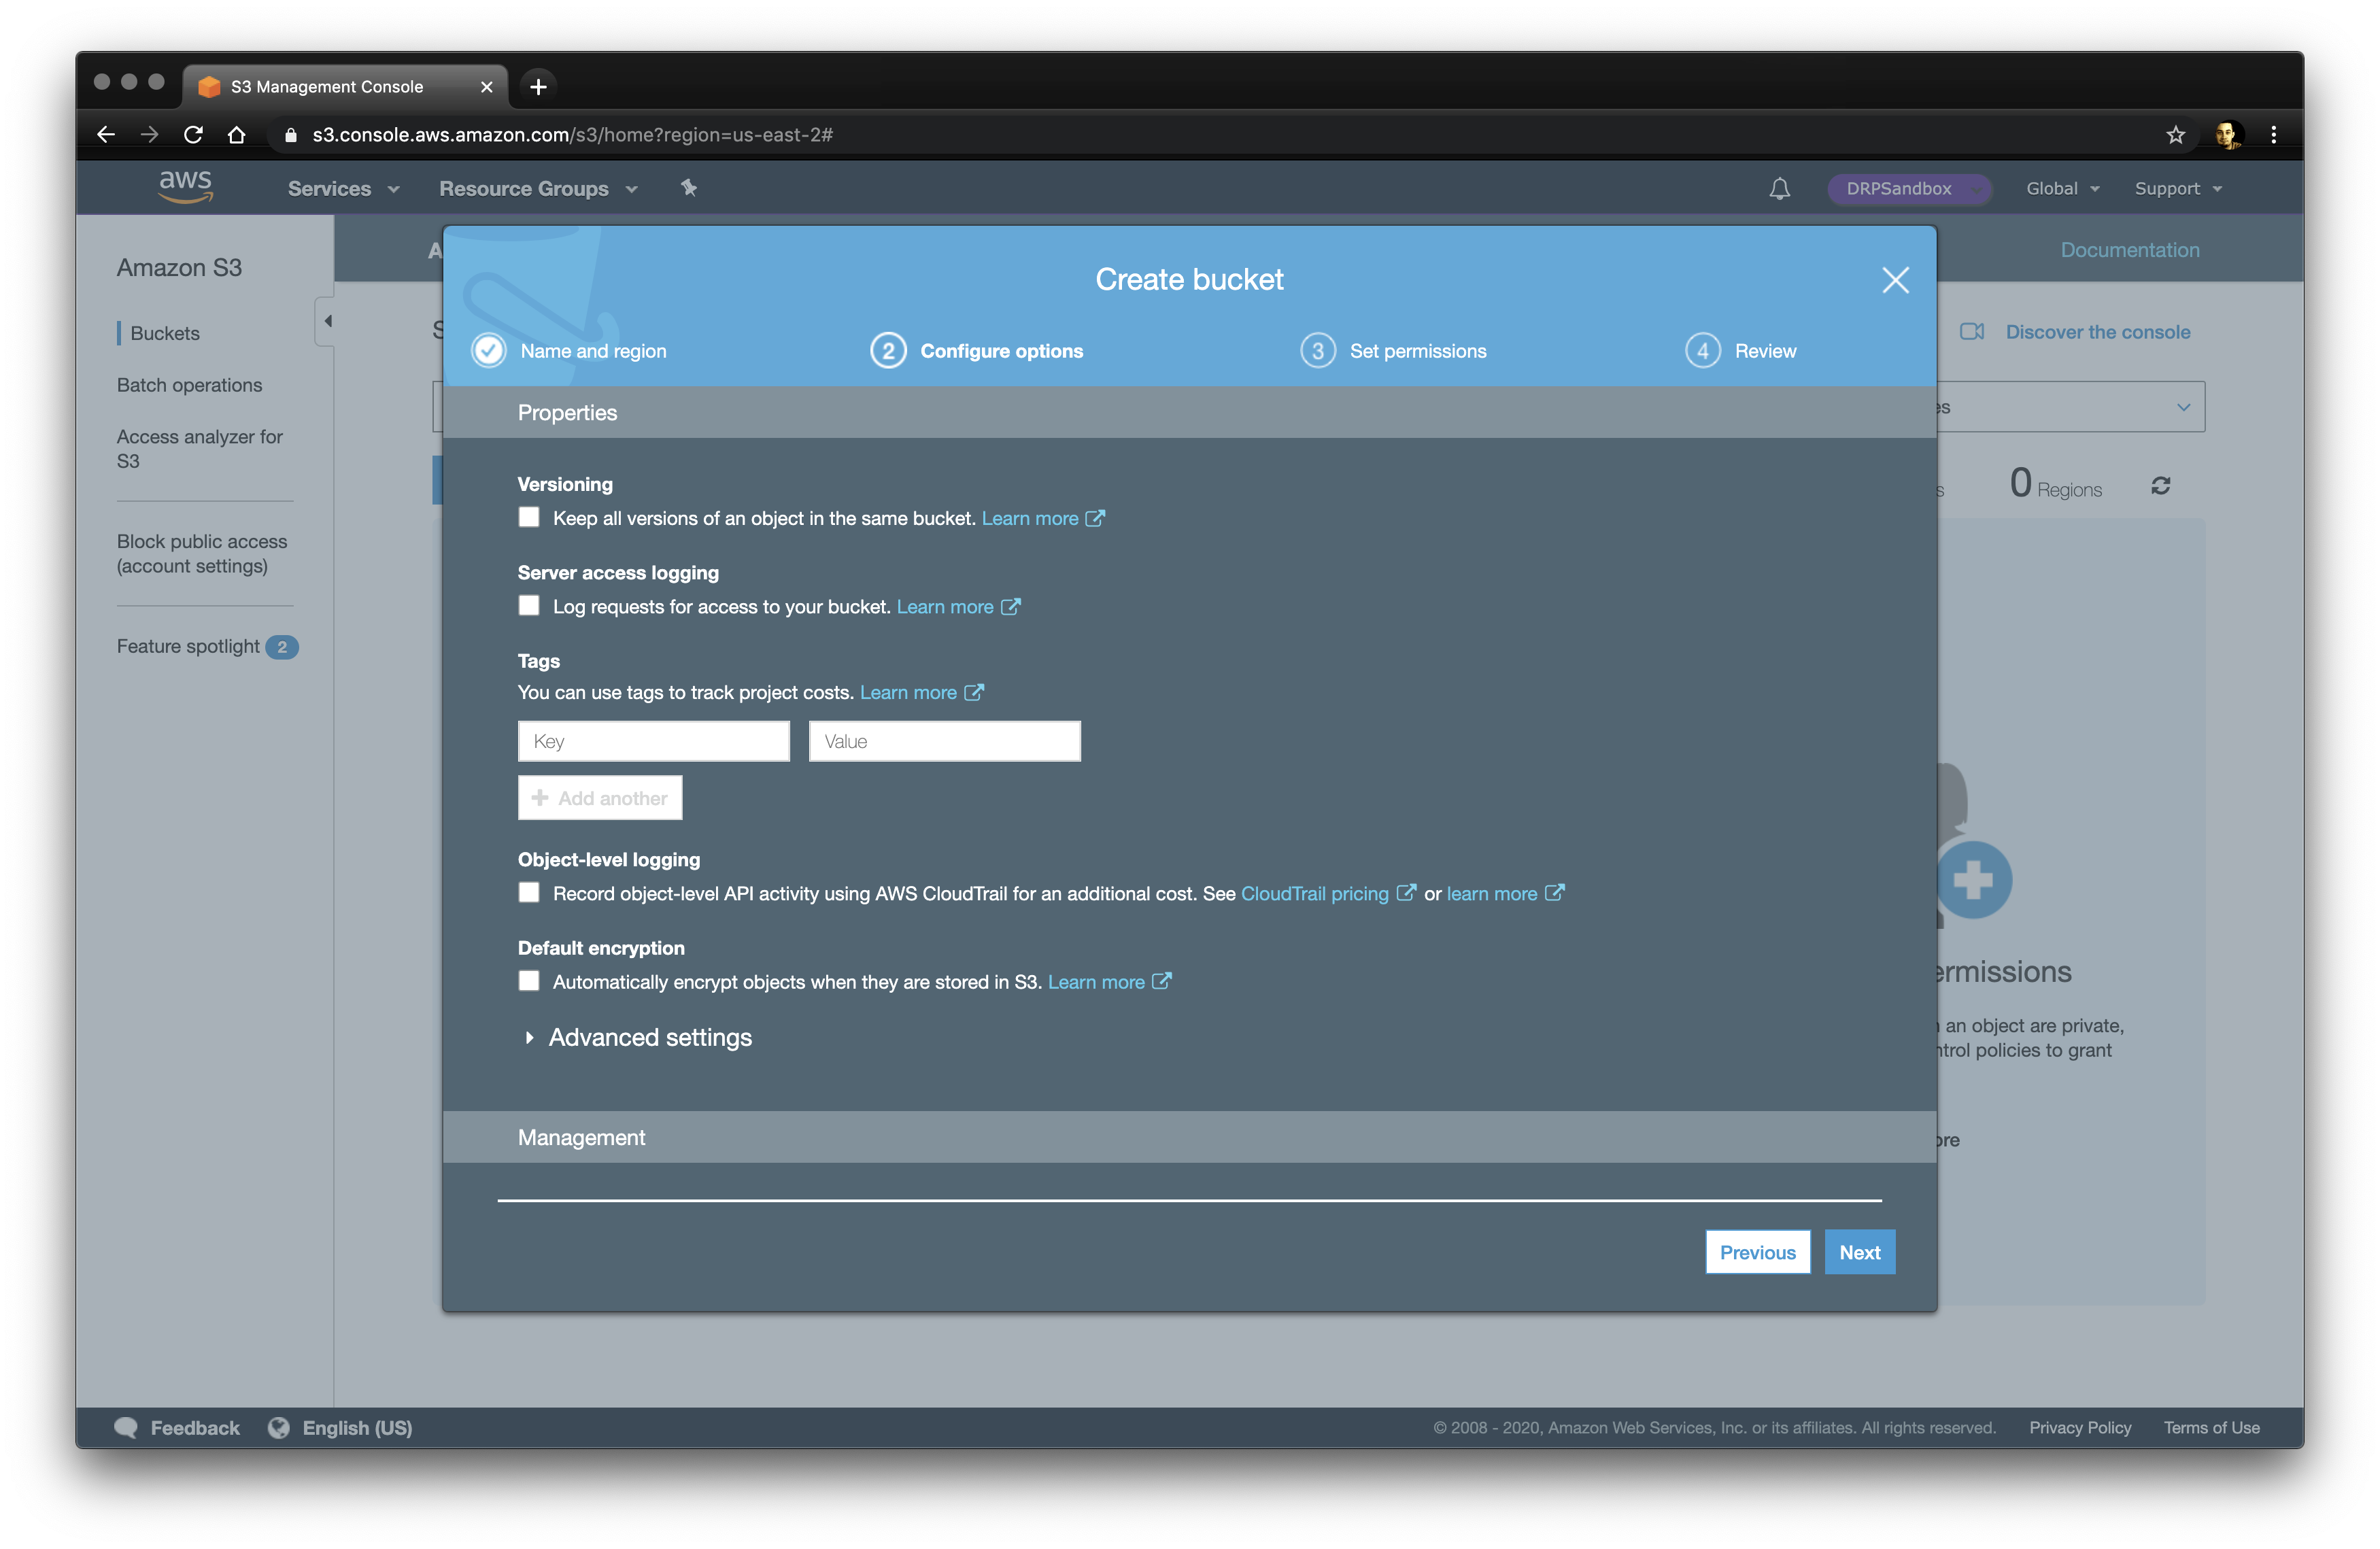 S3 Management Console
s3.console.aws.amazon.com/s3/home?region=us-east-2#
aws
Services
Resource Groups
DRPSandbox
Global
Support
Amazon S3
Documentation
Create bucket
Buckets
Discover the console
Name and region
2 Configure options
3 Set permissions
4 Review
Batch operations
Properties
Access analyzer for
S3
Versioning
Keep all versions of an object in the same bucket. Learn more
0 Regions
Block public access
(account settings)
Server access logging
Log requests for access to your bucket. Learn more
Feature spotlight 2
Tags
You can use tags to track project costs. Learn more
Key
Value
Add another
Object-level logging
Record object-level API activity using AWS CloudTrail for an additional cost. See CloudTrail pricing or learn more
Default encryption
Automatically encrypt objects when they are stored in S3. Learn more
Advanced settings
an object are private,
policies to grant
Management
Previous
Next
Feedback
English (US)
© 2008 - 2020, Amazon Web Services, Inc. or its affiliates. All rights reserved.
Privacy Policy
Terms of Use